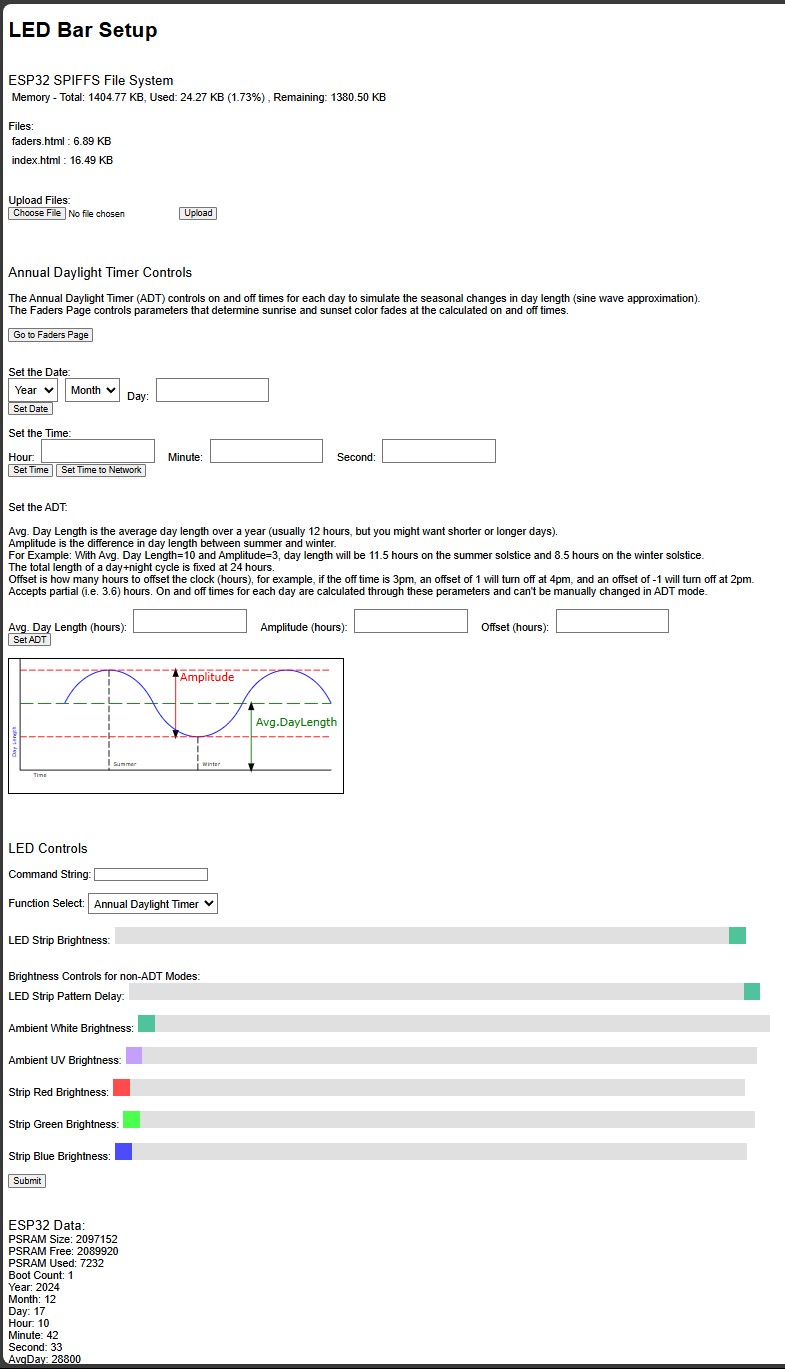 LED Bar Setup
ESP32 SPIFFS File System
Memory - Total: 1404.77 KB, Used: 24.27 KB (1.73%) , Remaining: 1380.50 KB
Files:
faders.html : 6.89 KB
index.html : 16.49 KB
Upload Files:
Choose File No file chosen Upload
Annual Daylight Timer Controls
The Annual Daylight Timer (ADT) controls on and off times for each day to simulate the seasonal changes in day length (sine wave approximation).
The Faders Page controls parameters that determine sunrise and sunset color fades at the calculated on and off times.
Go to Faders Page
Set the Date:
Year Month Day:
Set Date
Set the Time:
Hour: Minute: Second:
Set Time Set Time to Network
Set the ADT:
Avg. Day Length is the average day length over a year (usually 12 hours, but you might want shorter or longer days).
Amplitude is the difference in day length between summer and winter.
For Example: With Avg. Day Length=10 and Amplitude=3, day length will be 11.5 hours on the summer solstice and 8.5 hours on the winter solstice.
The total length of a day+night cycle is fixed at 24 hours.
Offset is how many hours to offset the clock (hours), for example, if the off time is 3pm, an offset of 1 will turn off at 4pm, and an offset of -1 will turn off at 2pm.
Accepts partial (i.e. 3.6) hours. On and off times for each day are calculated through these perameters and can't be manually changed in ADT mode.
Avg. Day Length (hours): Amplitude (hours): Offset (hours):
Set ADT
Amplitude
Avg.DayLength
Day Length
Summer
Winter
Time
LED Controls
Command String:
Function Select: Annual Daylight Timer
LED Strip Brightness:
Brightness Controls for non-ADT Modes:
LED Strip Pattern Delay:
Ambient White Brightness:
Ambient UV Brightness:
Strip Red Brightness:
Strip Green Brightness:
Strip Blue Brightness:
Submit
ESP32 Data:
PSRAM Size: 2097152
PSRAM Free: 2089920
PSRAM Used: 7232
Boot Count: 1
Year: 2024
Month: 12
Day: 17
Hour: 10
Minute: 42
Second: 33
AvgDay: 28800